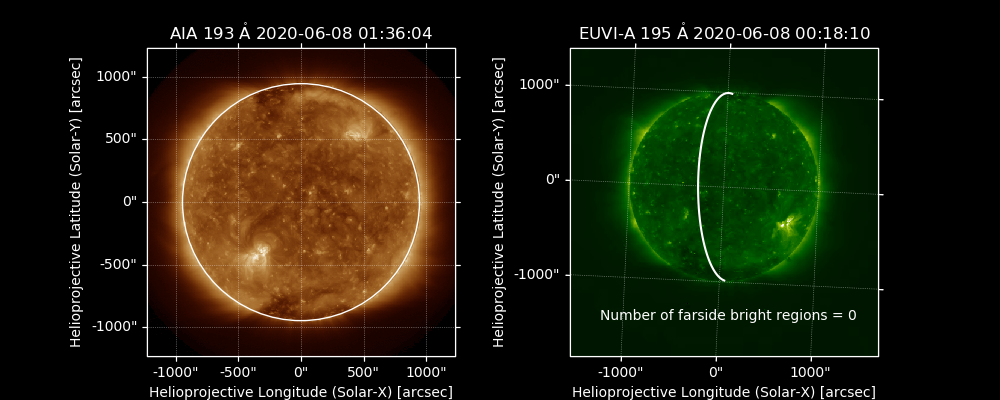 AIA 193 Å 2020-06-08 01:36:04
1000"
500"
0"
-500"
-1000"
-1000"
-500"
0"
500"
1000"
Helioprojective Longitude (Solar-X) [arcsec]
Helioprojective Latitude (Solar-Y) [arcsec]
EUVI-A 195 Å 2020-06-08 00:18:10
1000"
0"
-1000"
Number of farside bright regions = 0
-1000"
0"
1000"
Helioprojective Longitude (Solar-X) [arcsec]
Helioprojective Latitude (Solar-Y) [arcsec]